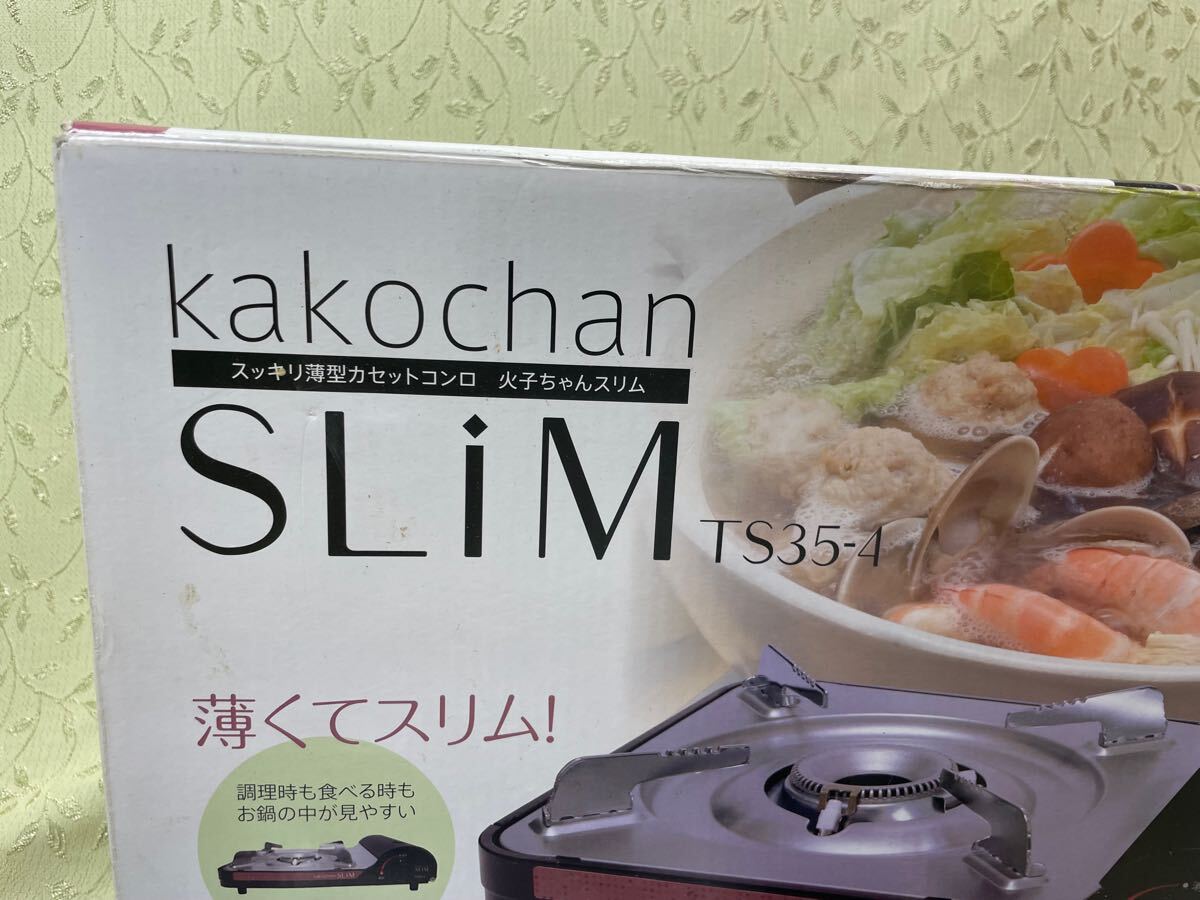 kakochan
スッキリ薄型カセットコンロ 火子ちゃんスリム
SLiM
TS35-4
薄くてスリム!
調理時も食べる時も
お鍋の中が見やすい
kakochan SLiM